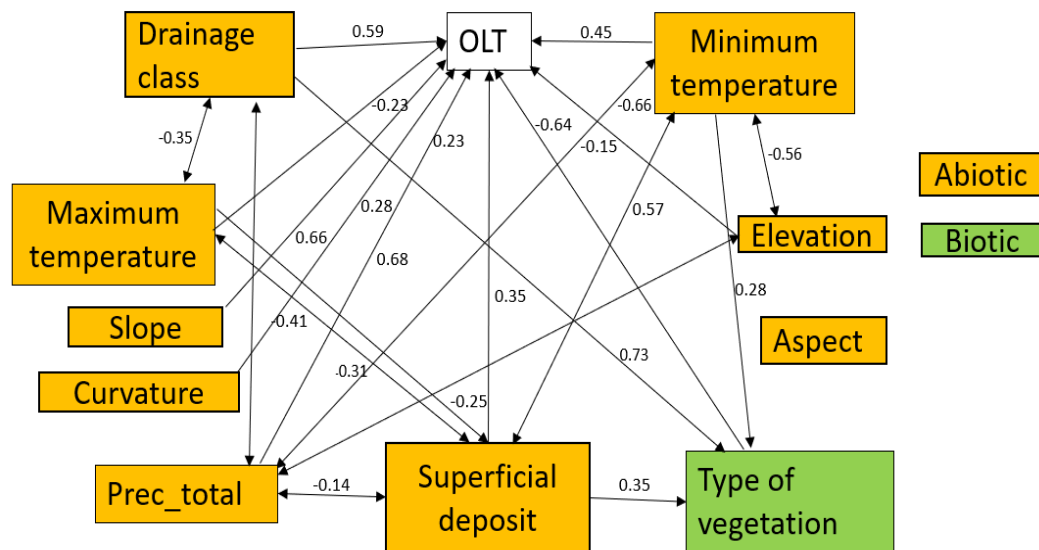 Drainage
class
0.59
OLT
0.45
Minimum
temperature
-0.35
-0.23
0.23
-0.64
-0.66
-0.15
-0.56
Abiotic
Maximum
temperature
0.28
0.57
Elevation
Biotic
0.66
0.68
0.35
0.28
Slope
-0.41
Aspect
Curvature
-0.31
-0.25
0.73
Prec_total
-0.14
Superficial
deposit
0.35
Type of
vegetation